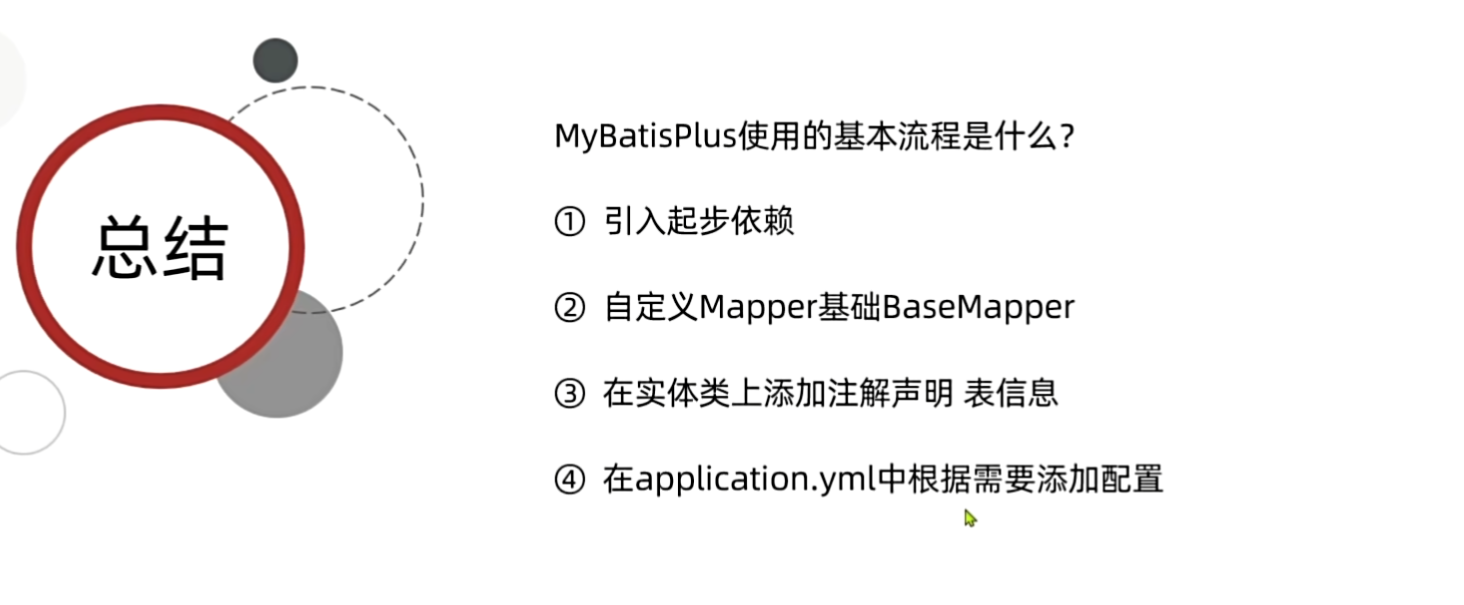 总结
MyBatisPlus使用的基本流程是什么？
① 引入起步依赖
② 自定义Mapper基础BaseMapper
③ 在实体类上添加注解声明 表信息
④ 在application.yml中根据需要添加配置